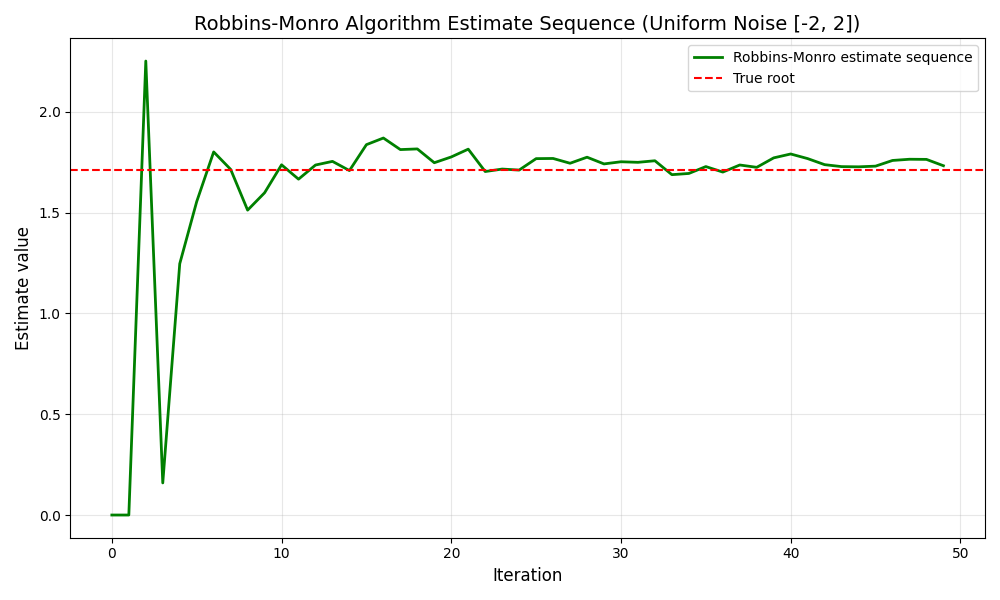 Robbins-Monro Algorithm Estimate Sequence (Uniform Noise [-2, 2])
Robbins-Monro estimate sequence
True root
2.0
1.5
1.0
0.5
0.0
Estimate value
0 10 20 30 40 50
Iteration